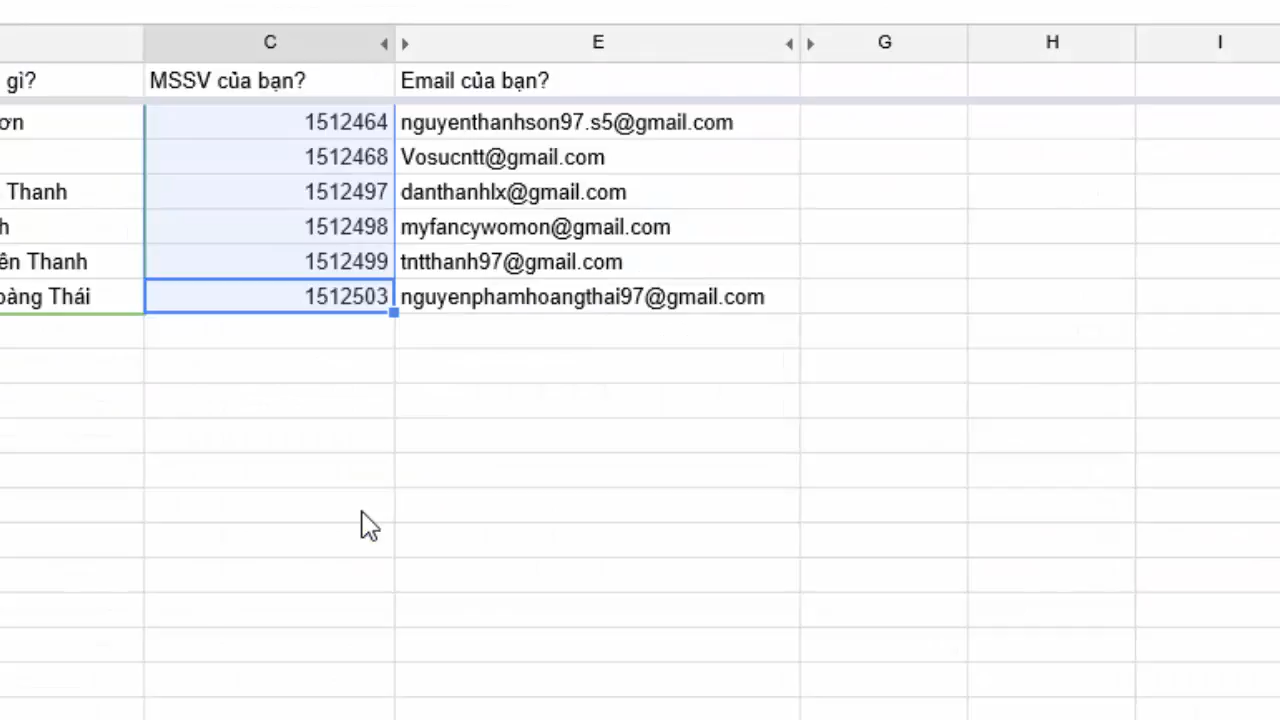 C E G H I
gì? MSSV của bạn? Email của bạn?
ơn 1512464 nguyenthanhson97.s5@gmail.com
1512468 Vosucntt@gmail.com
Thanh 1512497 danthanhlx@gmail.com
h 1512498 myfancywomon@gmail.com
ên Thanh 1512499 tntthanh97@gmail.com
oàng Thái 1512503 nguyenphamhoangthai97@gmail.com